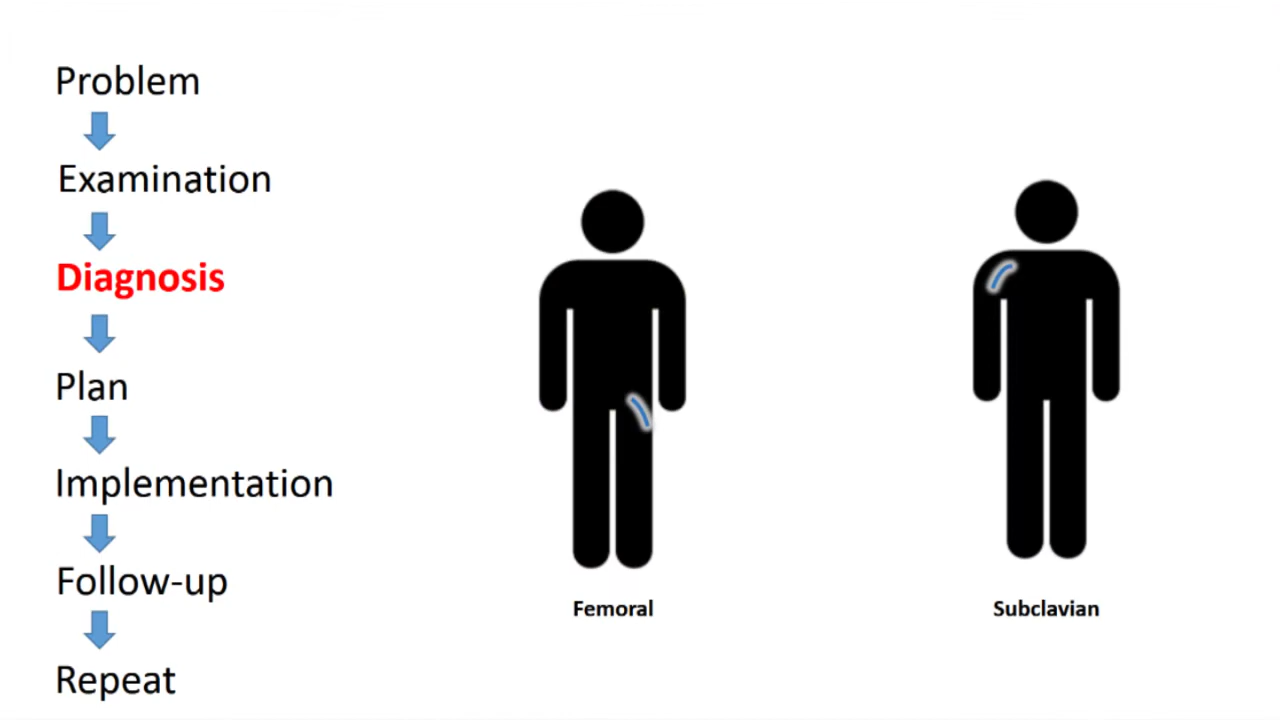 Problem
Examination
Diagnosis
Plan
Implementation
Follow-up
Repeat
Femoral
Subclavian